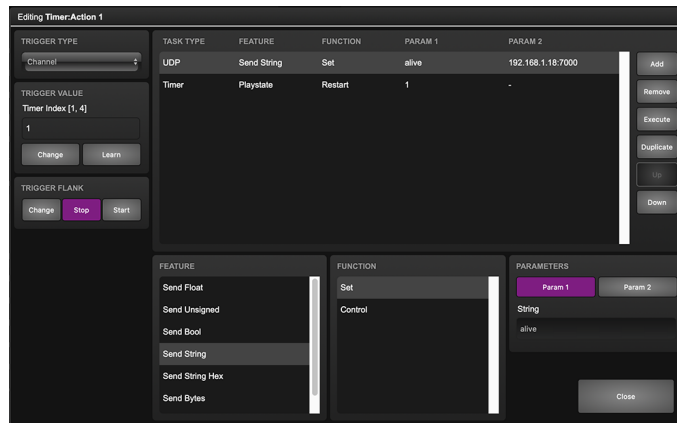 Editing Timer:Action 1
TRIGGER TYPE
Channel
TRIGGER VALUE
Timer Index [1, 4]
1
Change Learn
TRIGGER FLANK
Change Stop Start
TASK TYPE FEATURE FUNCTION PARAM 1 PARAM 2
UDP Send String Set alive 192.168.1.18:7000
Timer Playstate Restart 1 -
Add
Remove
Execute
Duplicate
Up
Down
FEATURE
Send Float
Send Unsigned
Send Bool
Send String
Send String Hex
Send Bytes
FUNCTION
Set
Control
PARAMETERS
Param 1 Param 2
String
alive
Close